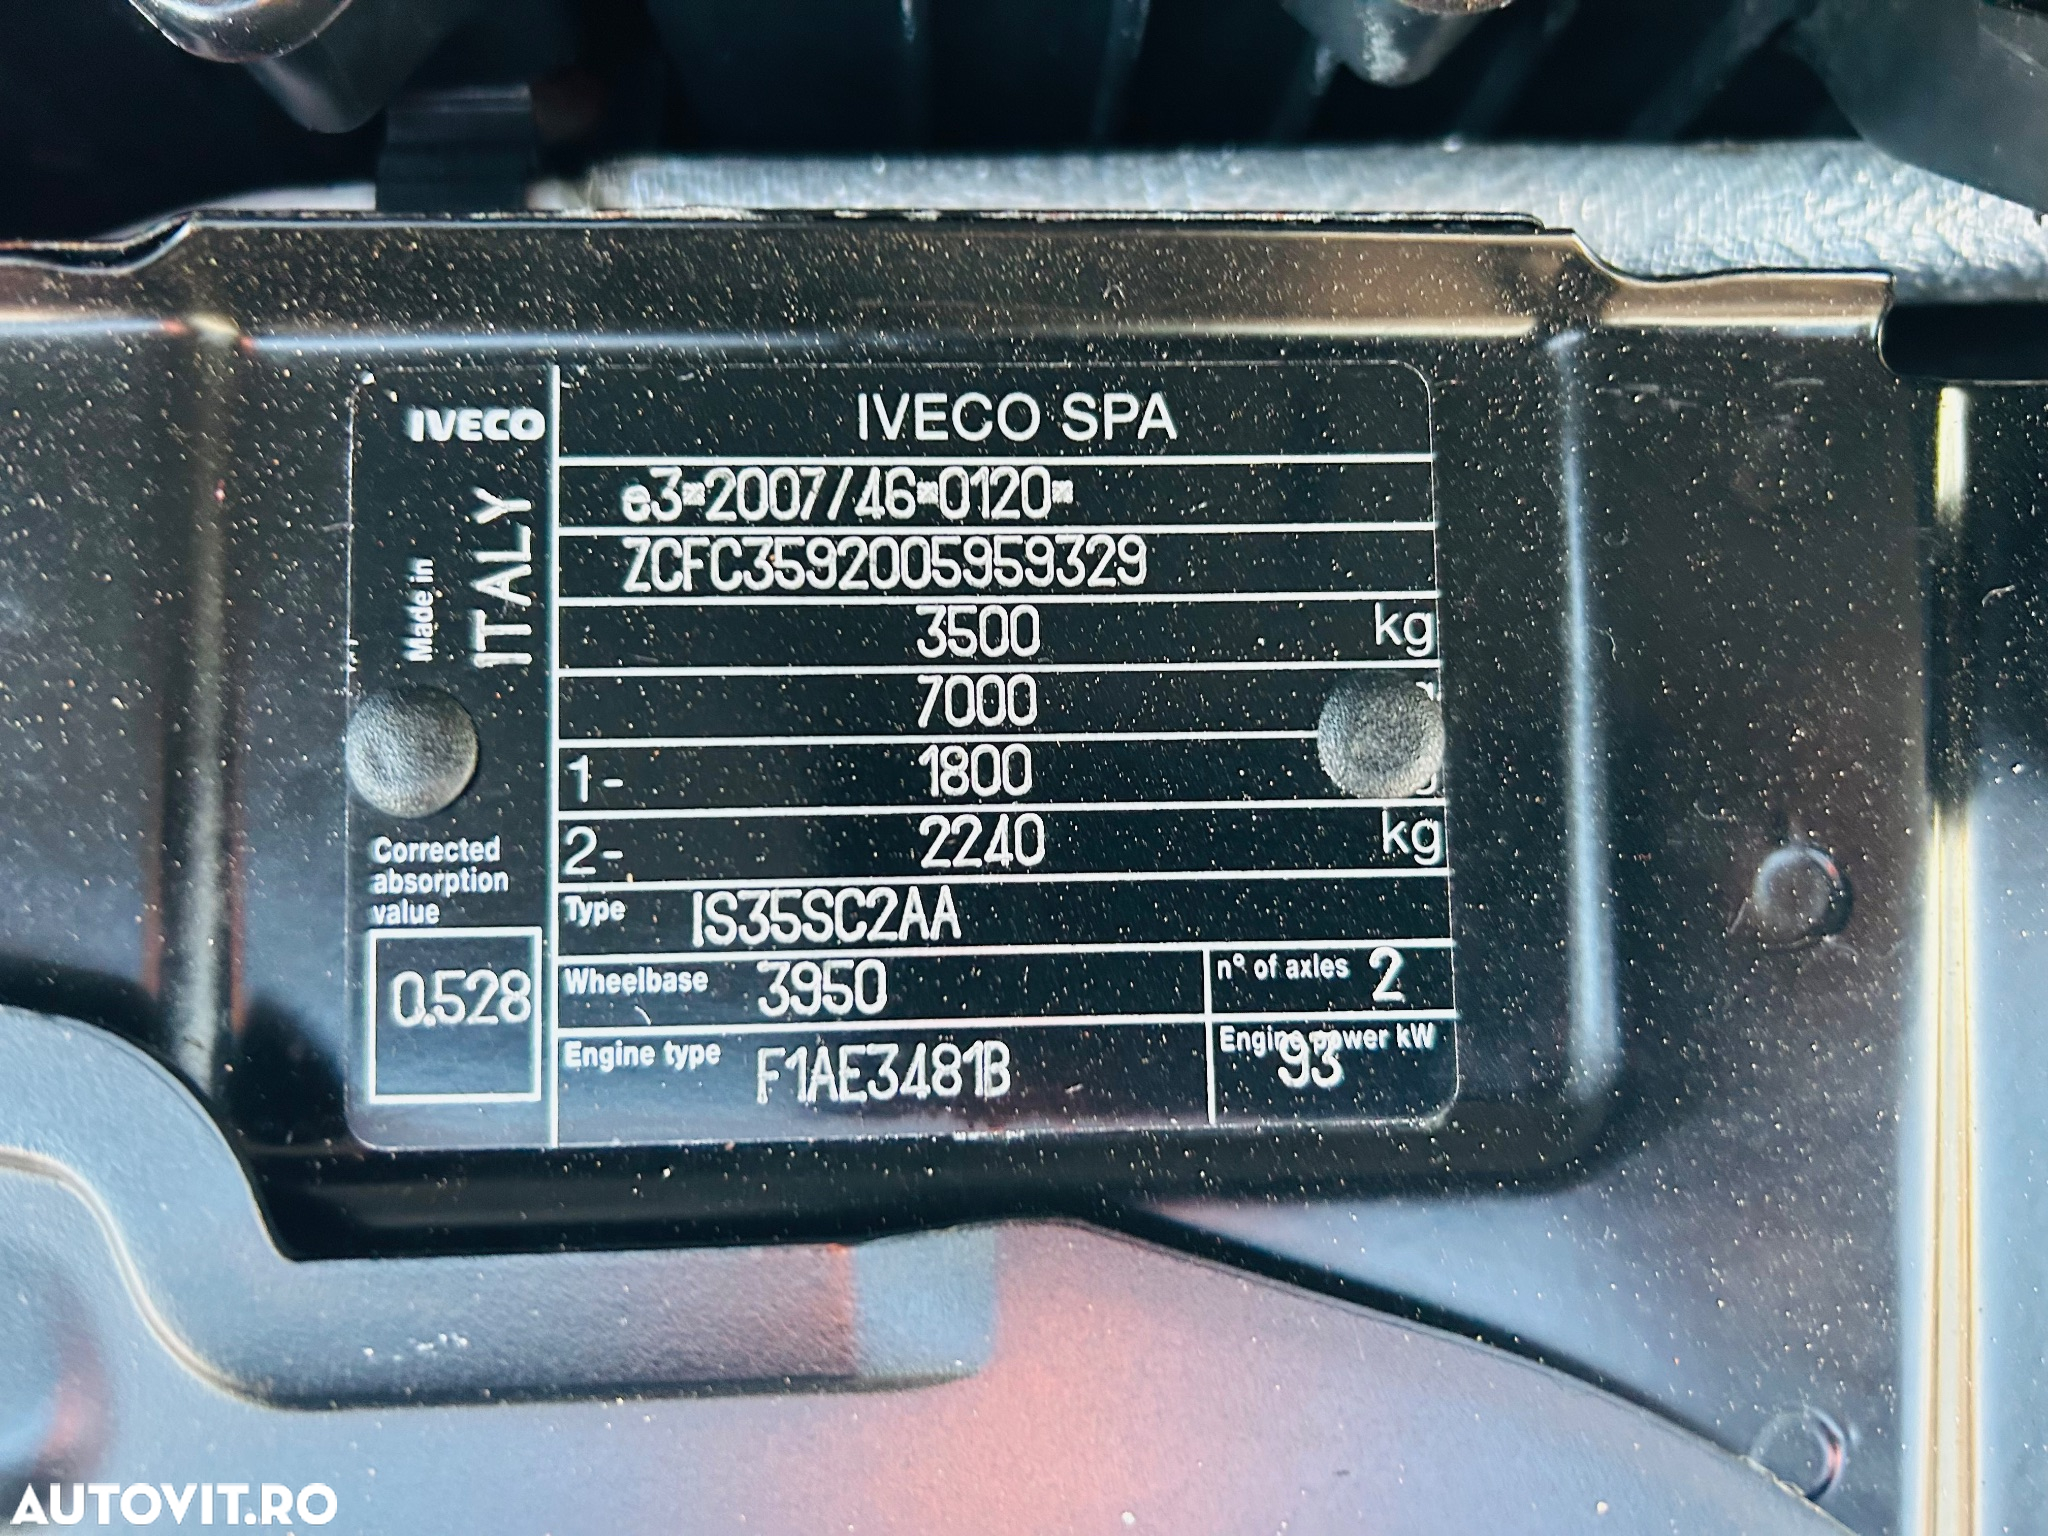 IVECO
IVECO SPA
Made in
ITALY
e3*2007//46*0120*
ZCFC3592005959329
3500 kg
7000
1- 1800
2- 2240 kg
Corrected
absorption
value
0.528
Type IS35SC2AA
Wheelbase 3950 n° of axles 2
Engine type F1AE3481B Engine power kW
93
AUTOVIT.RO